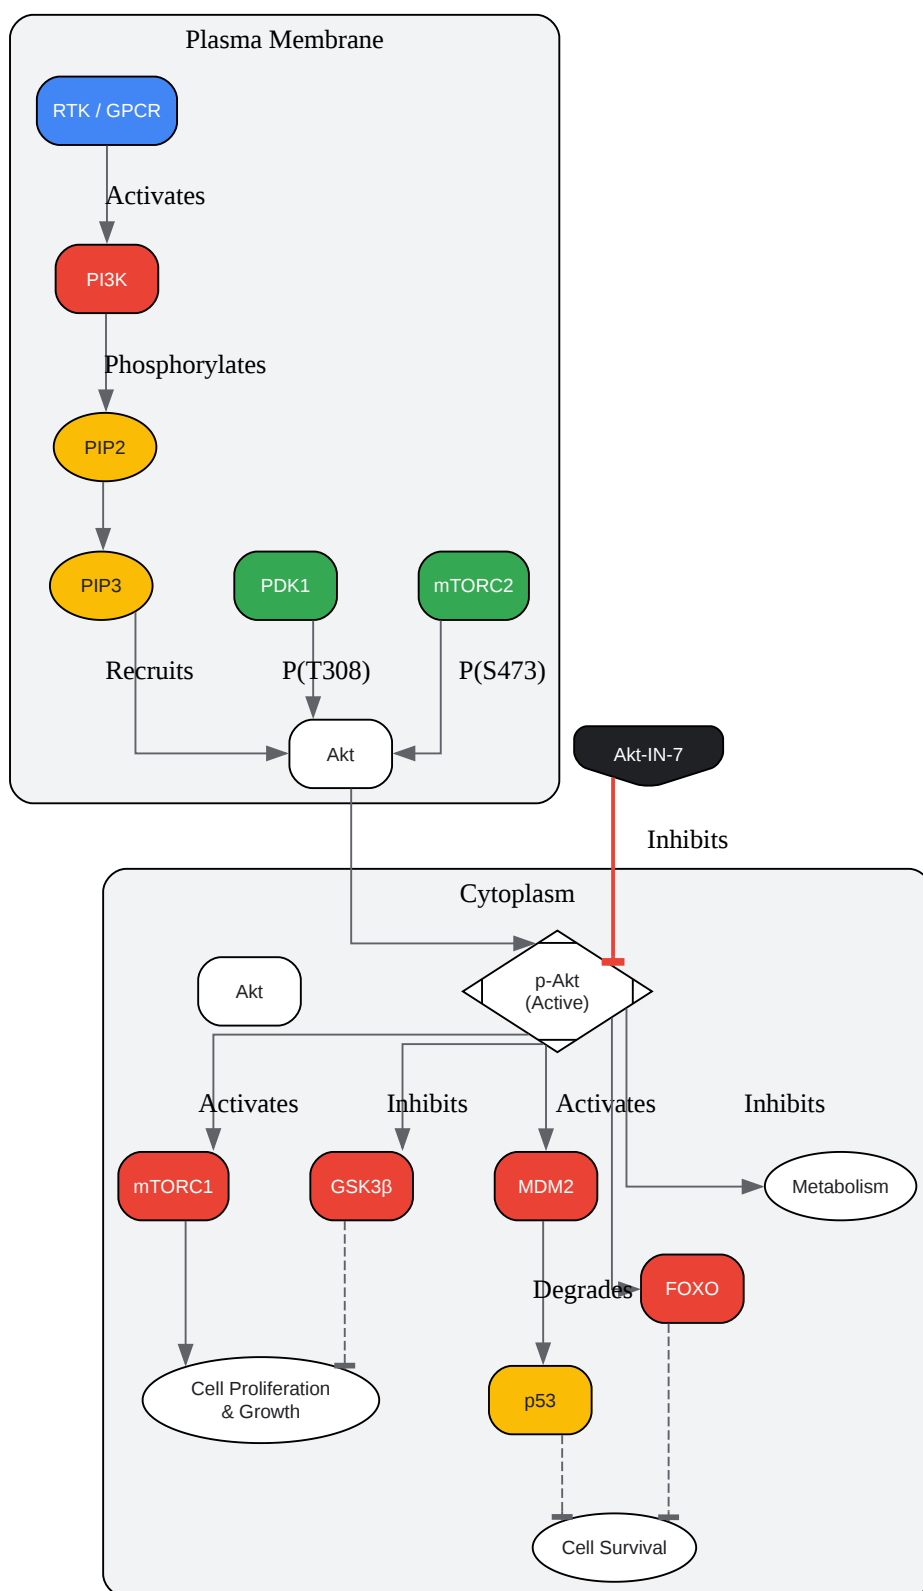 Plasma Membrane
RTK / GPCR
Activates
PI3K
Phosphorylates
PIP2
PIP3
PDK1
mTORC2
Recruits
P(T308)
P(S473)
Akt
Akt-IN-7
Inhibits
Cytoplasm
Akt
p-Akt
(Active)
Activates
Inhibits
Activates
Inhibits
mTORC1
GSK3β
MDM2
Metabolism
Degrades
FOXO
Cell Proliferation
& Growth
p53
Cell Survival